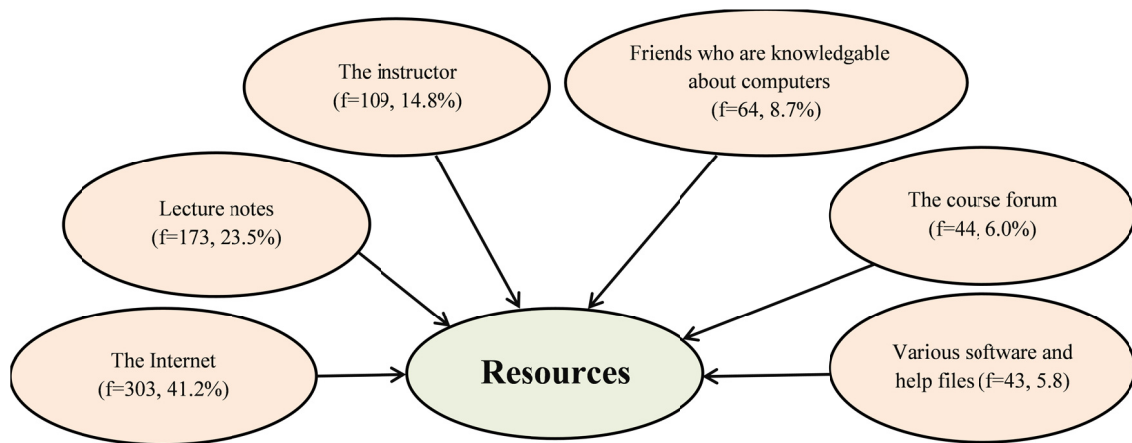 The instructor
(f=109, 14.8%)
Friends who are knowledgable
about computers
(f=64, 8.7%)
Lecture notes
(f=173, 23.5%)
The course forum
(f=44, 6.0%)
The Internet
(f=303, 41.2%)
Resources
Various software and
help files (f=43, 5.8)